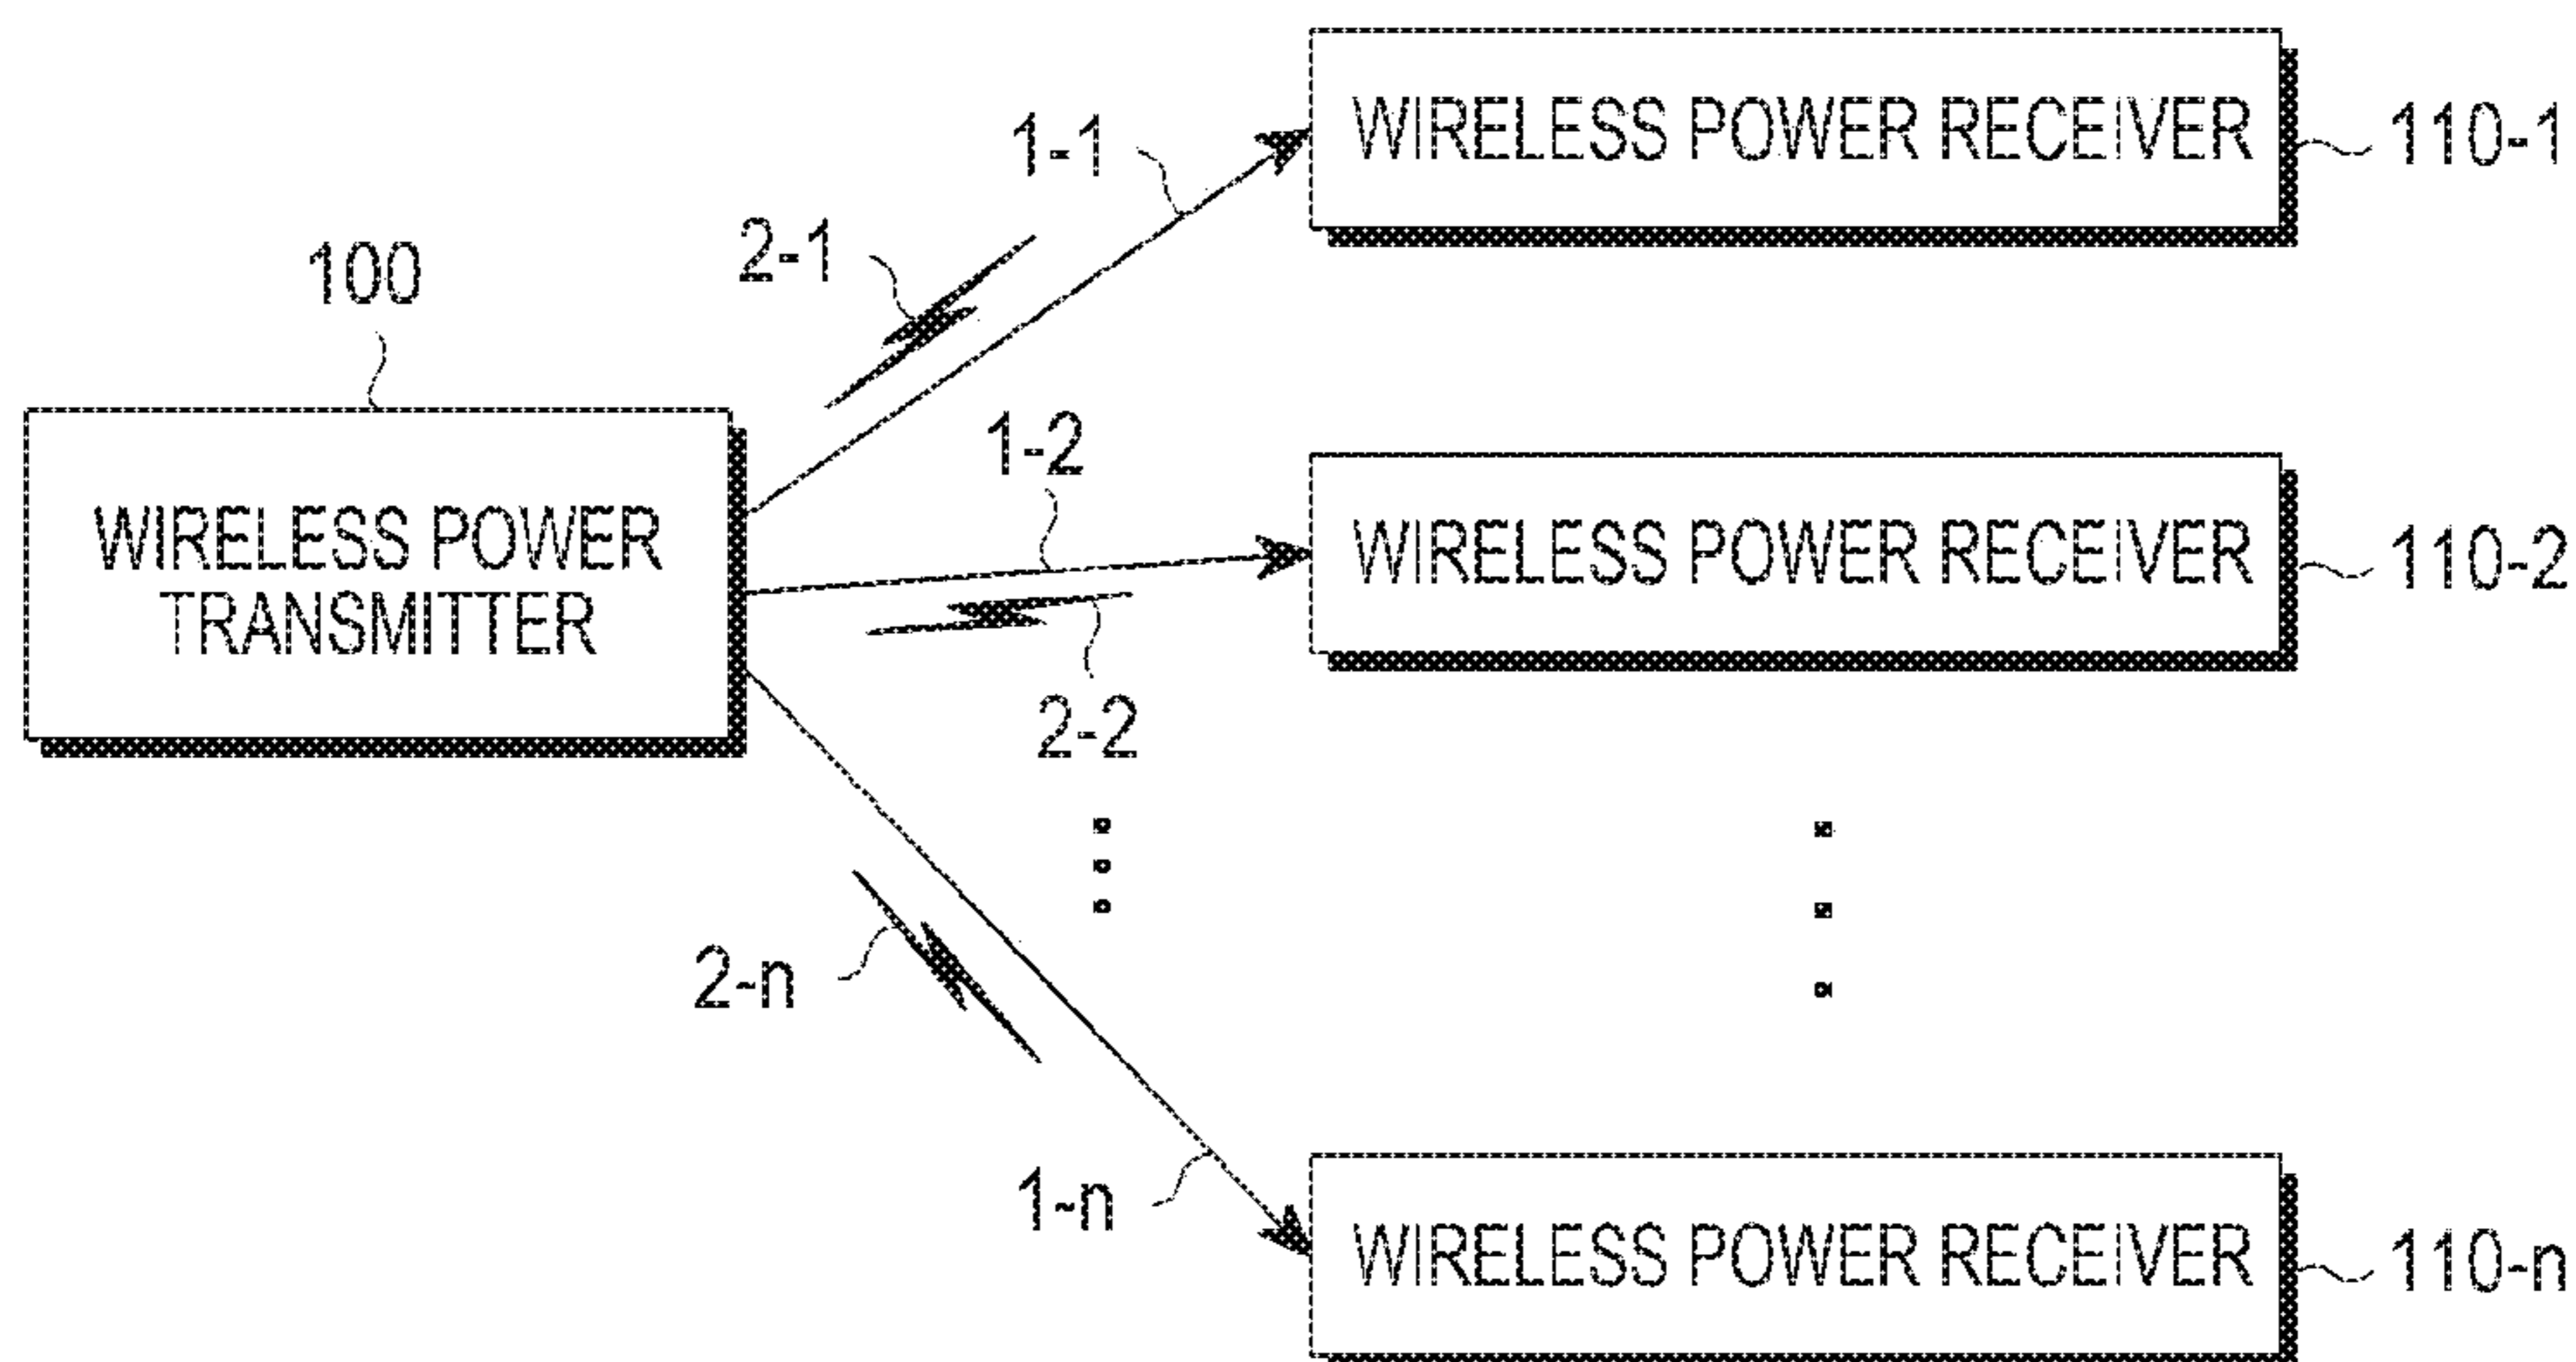 WIRELESS POWER RECEIVER
110-1
1-1
2-1
100
1-2
WIRELESS POWER
TRANSMITTER
WIRELESS POWER RECEIVER
110-2
2-2
2-n
1-n
WIRELESS POWER RECEIVER
110-n